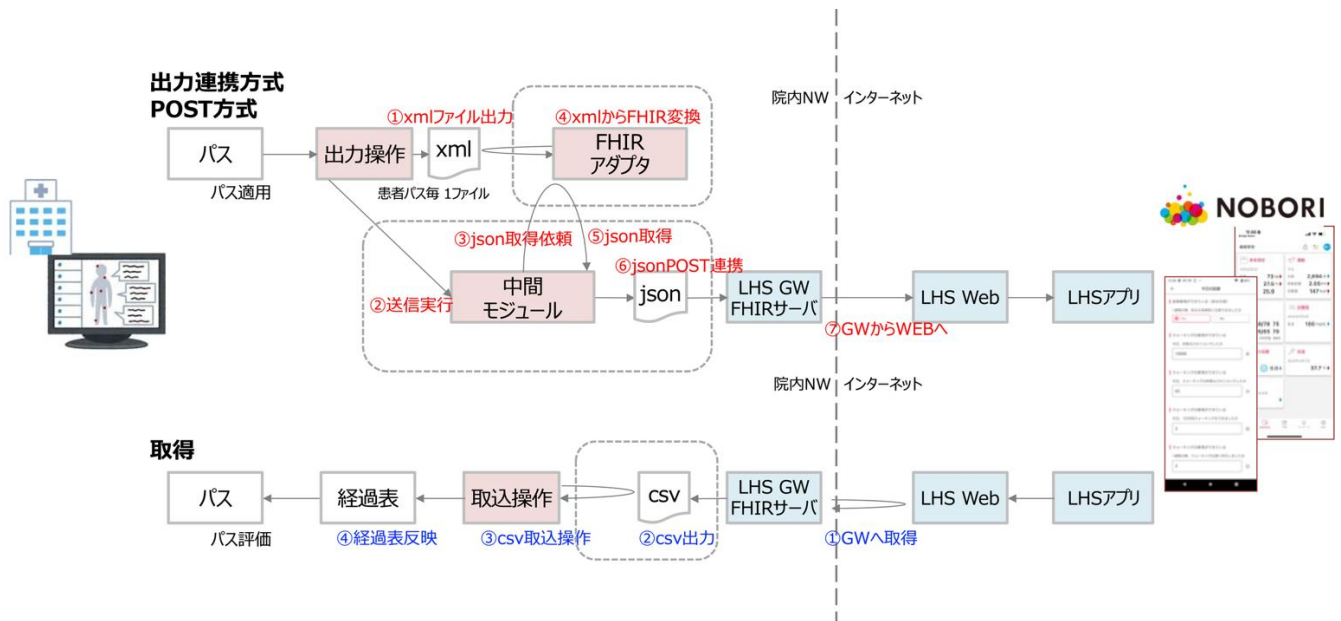 出力連携方式
POST方式
院内NW
インターネット
①xmlファイル出力
④xmlからFHIR変換
パス
出力操作
xml
FHIR
アダプタ
パス適用
患者パス毎 1ファイル
③json取得依頼
⑤json取得
⑥jsonPOST連携
②送信実行
中間
モジュール
json
LHS GW
FHIRサーバ
LHS Web
LHSアプリ
⑦GWからWEBへ
NOBORI
院内NW
インターネット
取得
パス
経過表
取込操作
csv
LHS GW
FHIRサーバ
LHS Web
LHSアプリ
パス評価
④経過表反映
③csv取込操作
②csv出力
①GWへ取得